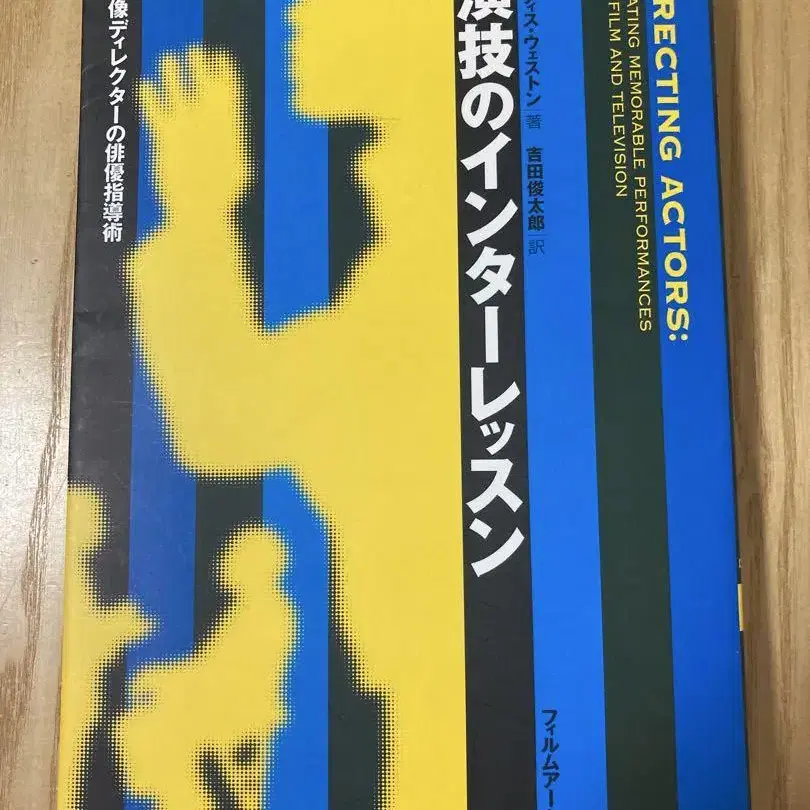 演技のインターレッスン
像ディレクターの俳優指導術
ィス・ウェストン 著 吉田俊太郎 訳
RECTING ACTORS:
ATING MEMORABLE PERFORMANCES
FILM AND TELEVISION
フィルムアー